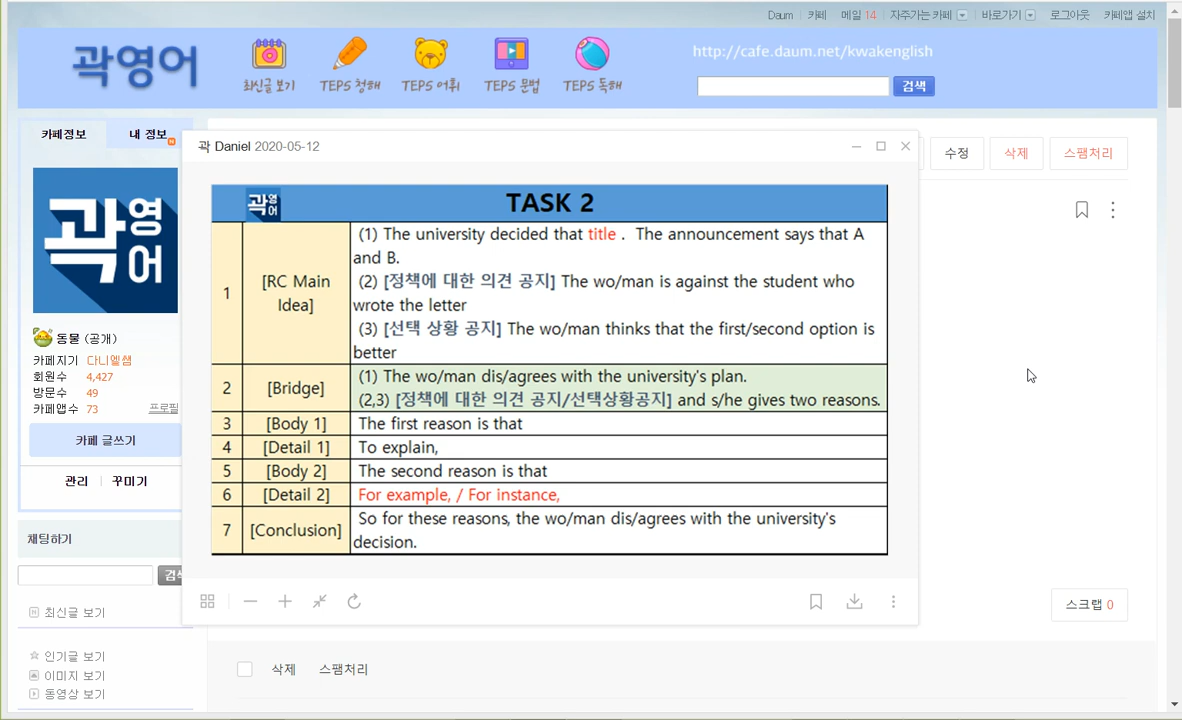 Daum 카페 메일 14 자주가는 카페 바로가기 로그아웃 카페앱 설치
곽영어
최신글 보기 TEPS 청해 TEPS 어휘 TEPS 문법 TEPS 독해
http://cafe.daum.net/kwakenglish
검색
카페정보 내 정보
곽영어
동물 (공개)
카페지기 다니엘샘
회원수 4,427
방문수 49
카페앱수 73 프로필
카페 글쓰기
관리 꾸미기
채팅하기
검색
최신글 보기
인기글 보기
이미지 보기
동영상 보기
곽 Daniel 2020-05-12
수정 삭제 스팸처리
곽영어 TASK 2
1 [RC Main Idea]
(1) The university decided that title . The announcement says that A
and B.
(2) [정책에 대한 의견 공지] The wo/man is against the student who
wrote the letter
(3) [선택 상황 공지] The wo/man thinks that the first/second option is
better
2 [Bridge]
(1) The wo/man dis/agrees with the university's plan.
(2,3) [정책에 대한 의견 공지/선택상황공지] and s/he gives two reasons.
3 [Body 1] The first reason is that
4 [Detail 1] To explain,
5 [Body 2] The second reason is that
6 [Detail 2] For example, / For instance,
7 [Conclusion] So for these reasons, the wo/man dis/agrees with the university's
decision.
스크랩 0
삭제 스팸처리